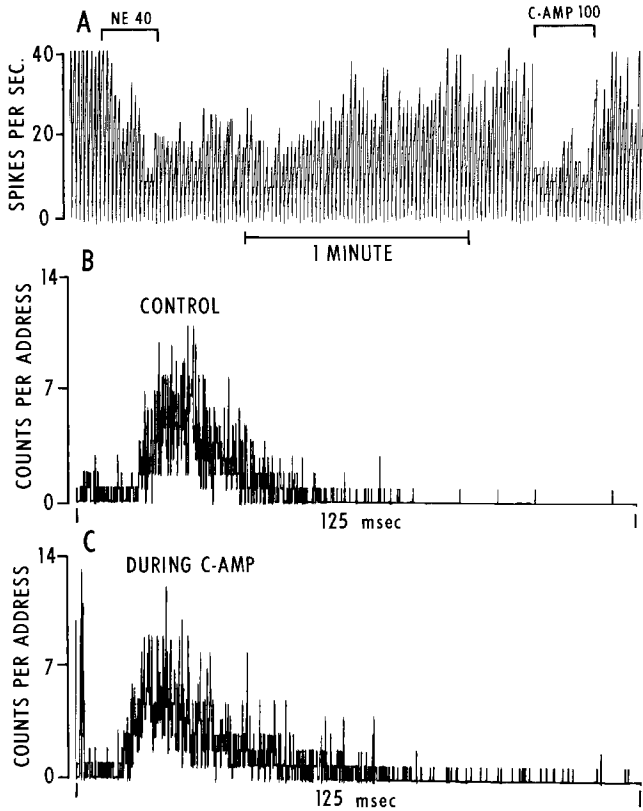 A NE 40 C-AMP 100
SPIKES PER SEC.
40
20
0
1 MINUTE
B
CONTROL
COUNTS PER ADDRESS
14
7
0
125 msec
C
DURING C-AMP
COUNTS PER ADDRESS
14
7
0
125 msec